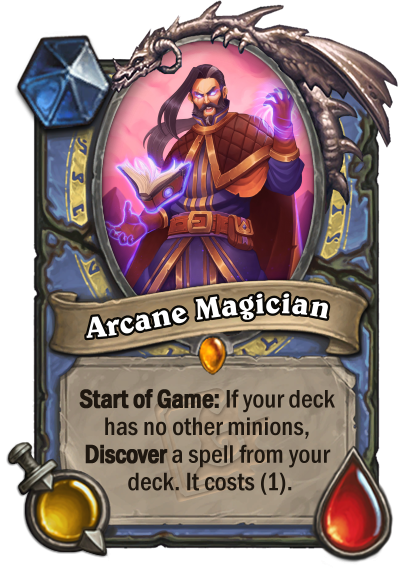 Arcane Magician
Start of Game: If your deck
has no other minions,
Discover a spell from your
deck. It costs (1).